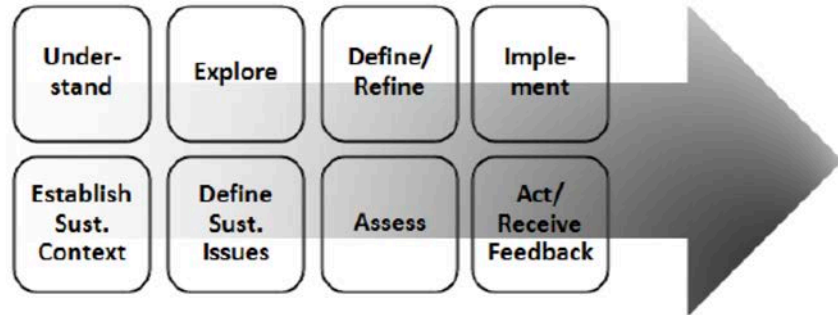 Under-
stand
Explore
Define/
Refine
Imple-
ment
Establish
Sust.
Context
Define
Sust.
Issues
Assess
Act/
Receive
Feedback